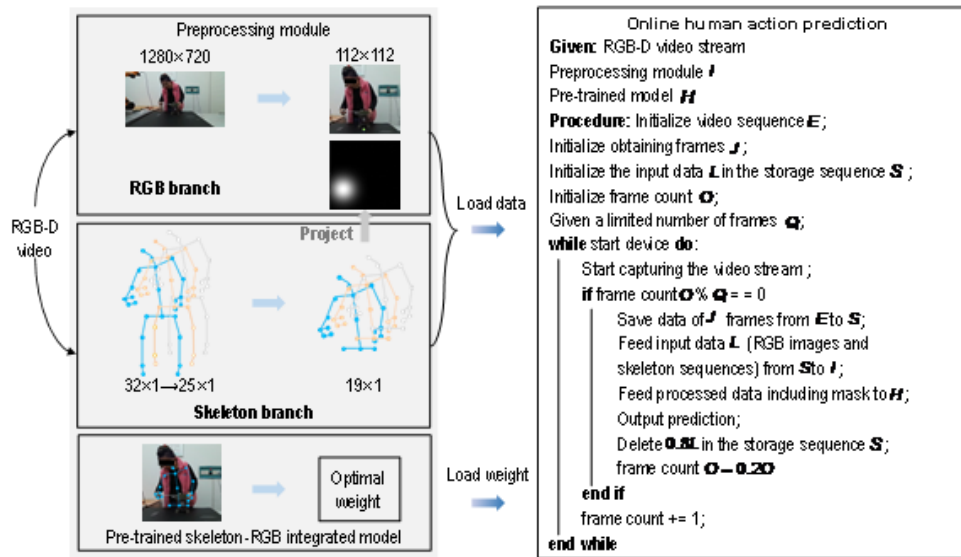 Preprocessing module
1280×720
112×112
RGB branch
RGB-D
video
Project
32×1→25×1
19×1
Skeleton branch
Optimal
weight
Pre-trained skeleton-RGB integrated model
Load data
Load weight
Online human action prediction
Given: RGB-D video stream
Preprocessing module I
Pre-trained model H
Procedure: Initialize video sequence E;
Initialize obtaining frames J;
Initialize the input data L in the storage sequence S;
Initialize frame count O;
Given a limited number of frames Q;
while start device do:
Start capturing the video stream;
if frame count O% Q == 0
Save data of J frames from E to S;
Feed input data L (RGB images and
skeleton sequences) from S to I;
Feed processed data including mask to H;
Output prediction;
Delete 0.8L in the storage sequence S;
frame count O-0.2O
end if
frame count += 1;
end while